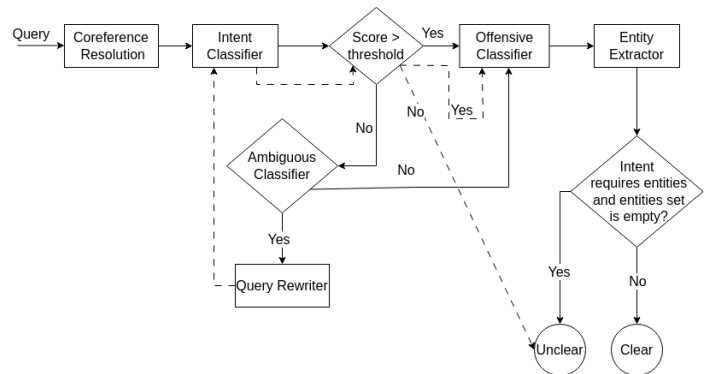 Query
Coreference
Resolution
Intent
Classifier
Score >
threshold
Yes
Offensive
Classifier
Entity
Extractor
No
Yes
No
Ambiguous
Classifier
No
Intent
requires entities
and entities set
is empty?
Yes
Query Rewriter
Yes
No
Unclear
Clear